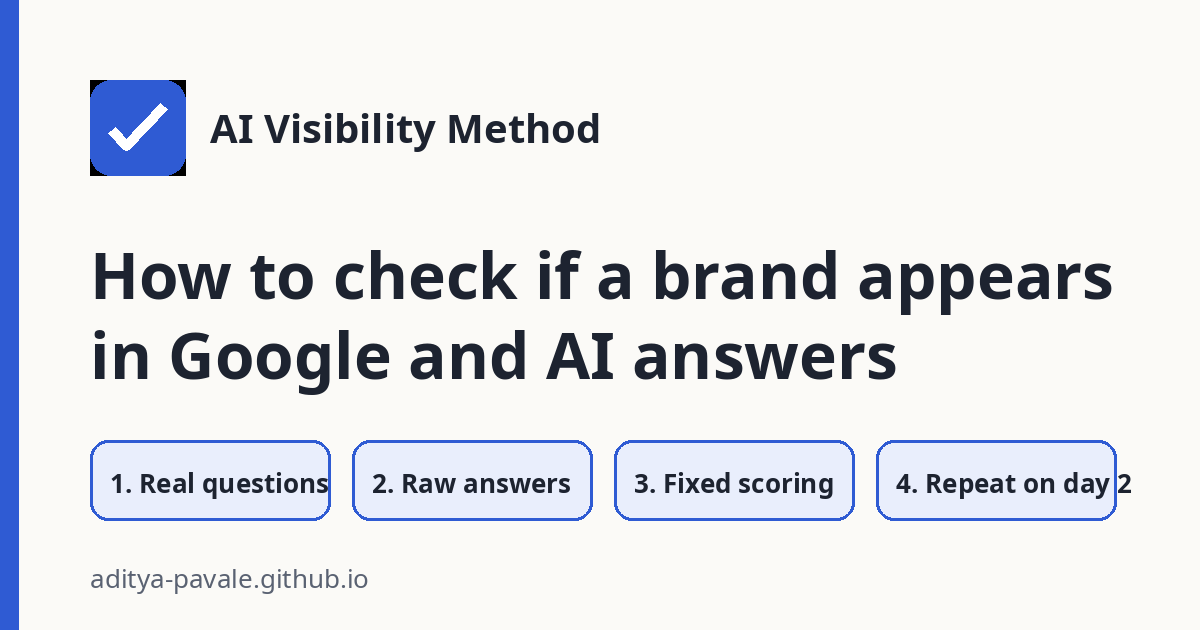 AI Visibility Method
How to check if a brand appears
in Google and AI answers
1. Real questions
2. Raw answers
3. Fixed scoring
4. Repeat on day 2
aditya-pavale.github.io